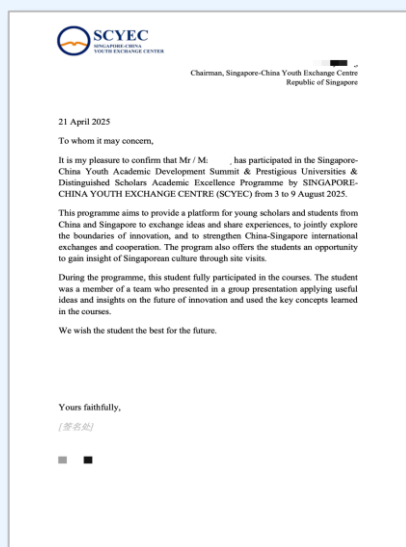 SCYEC
SINGAPORE-CHINA
YOUTH EXCHANGE CENTER
Chairman, Singapore-China Youth Exchange Centre
Republic of Singapore
21 April 2025
To whom it may concern,
It is my pleasure to confirm that Mr / M: , has participated in the Singapore-
China Youth Academic Development Summit & Prestigious Universities &
Distinguished Scholars Academic Excellence Programme by SINGAPORE-
CHINA YOUTH EXCHANGE CENTRE (SCYEC) from 3 to 9 August 2025.
This programme aims to provide a platform for young scholars and students from
China and Singapore to exchange ideas and share experiences, to jointly explore
the boundaries of innovation, and to strengthen China-Singapore international
exchanges and cooperation. The program also offers the students an opportunity
to gain insight of Singaporean culture through site visits.
During the programme, this student fully participated in the courses. The student
was a member of a team who presented in a group presentation applying useful
ideas and insights on the future of innovation and used the key concepts learned
in the courses.
We wish the student the best for the future.
Yours faithfully,
[签名处]